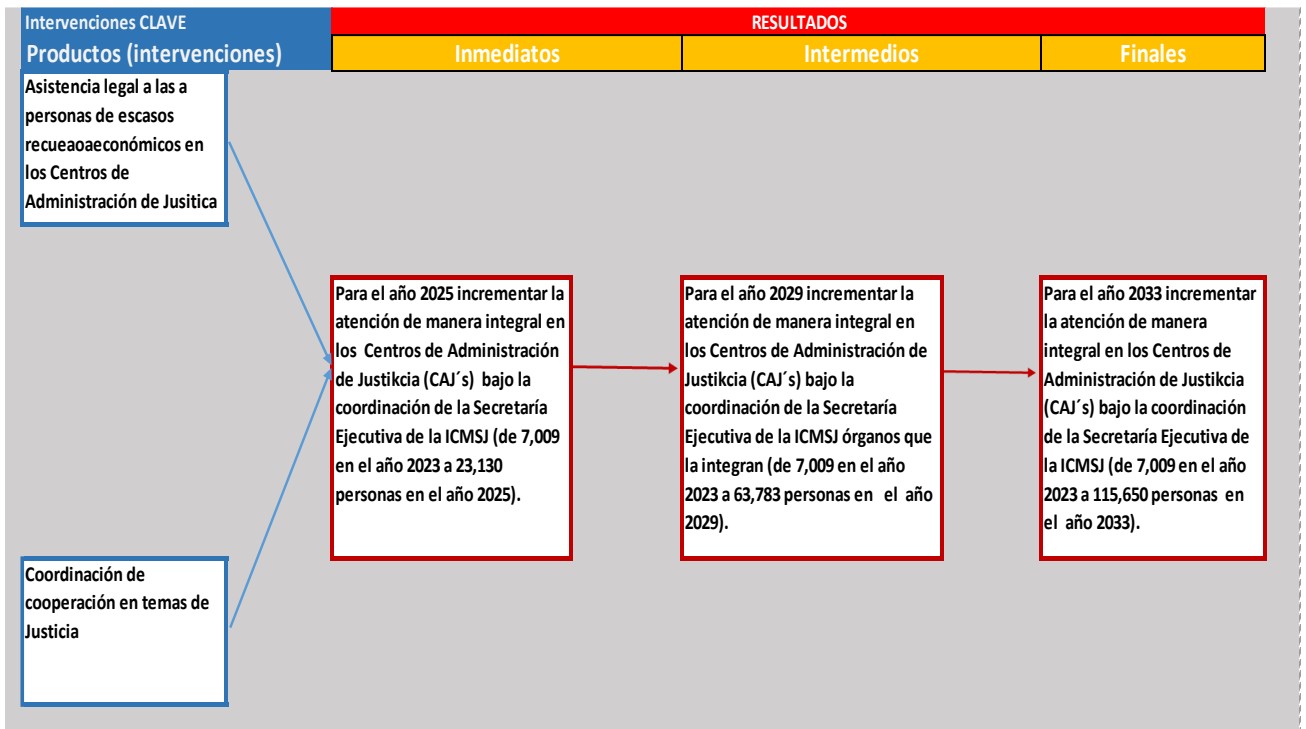 Intervenciones CLAVE
RESULTADOS
Productos (intervenciones)
Inmediatos
Intermedios
Finales
Asistencia legal a las a
personas de escasos
recueaoaeconómicos en
los Centros de
Administración de Jusitica
Para el año 2025 incrementar la
atención de manera integral en
los Centros de Administración
de Justikcia (CAJ´s) bajo la
coordinación de la Secretaría
Ejecutiva de la ICMSJ (de 7,009
en el año 2023 a 23,130
personas en el año 2025).
Para el año 2029 incrementar la
atención de manera integral en
los Centros de Administración de
Justikcia (CAJ´s) bajo la
coordinación de la Secretaría
Ejecutiva de la ICMSJ órganos que
la integran (de 7,009 en el año
2023 a 63,783 personas en el año
2029).
Para el año 2033 incrementar
la atención de manera
integral en los Centros de
Administración de Justikcia
(CAJ´s) bajo la coordinación
de la Secretaría Ejecutiva de
la ICMSJ (de 7,009 en el año
2023 a 115,650 personas en
el año 2033).
Coordinación de
cooperación en temas de
Justicia